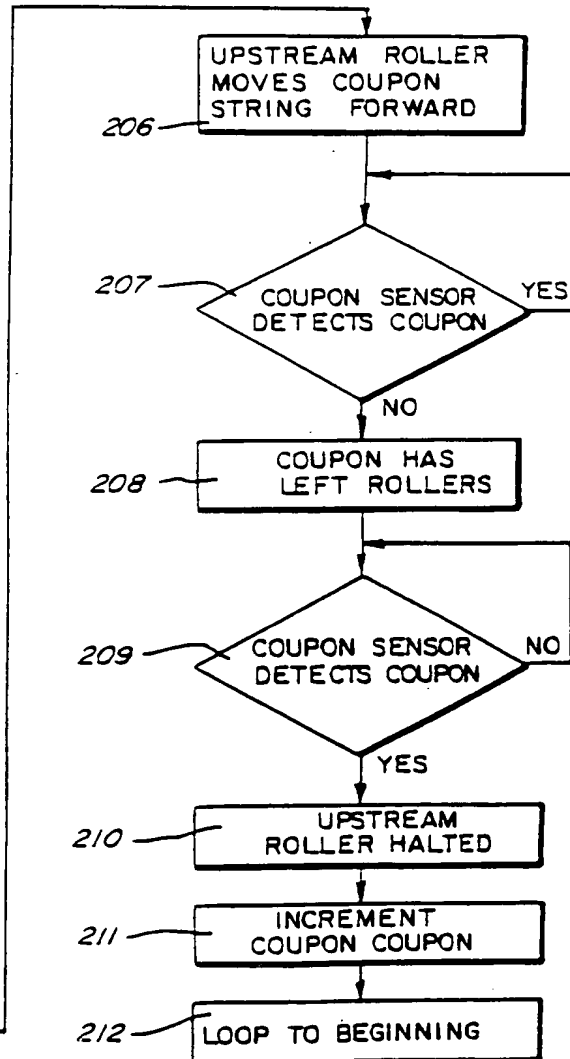 UPSTREAM ROLLER
MOVES COUPON
STRING FORWARD
206
207
COUPON SENSOR
DETECTS COUPON
YES
NO
COUPON HAS
LEFT ROLLERS
208
209
COUPON SENSOR
DETECTS COUPON
NO
YES
210
UPSTREAM
ROLLER HALTED
211
INCREMENT
COUPON COUPON
212
LOOP TO BEGINNING